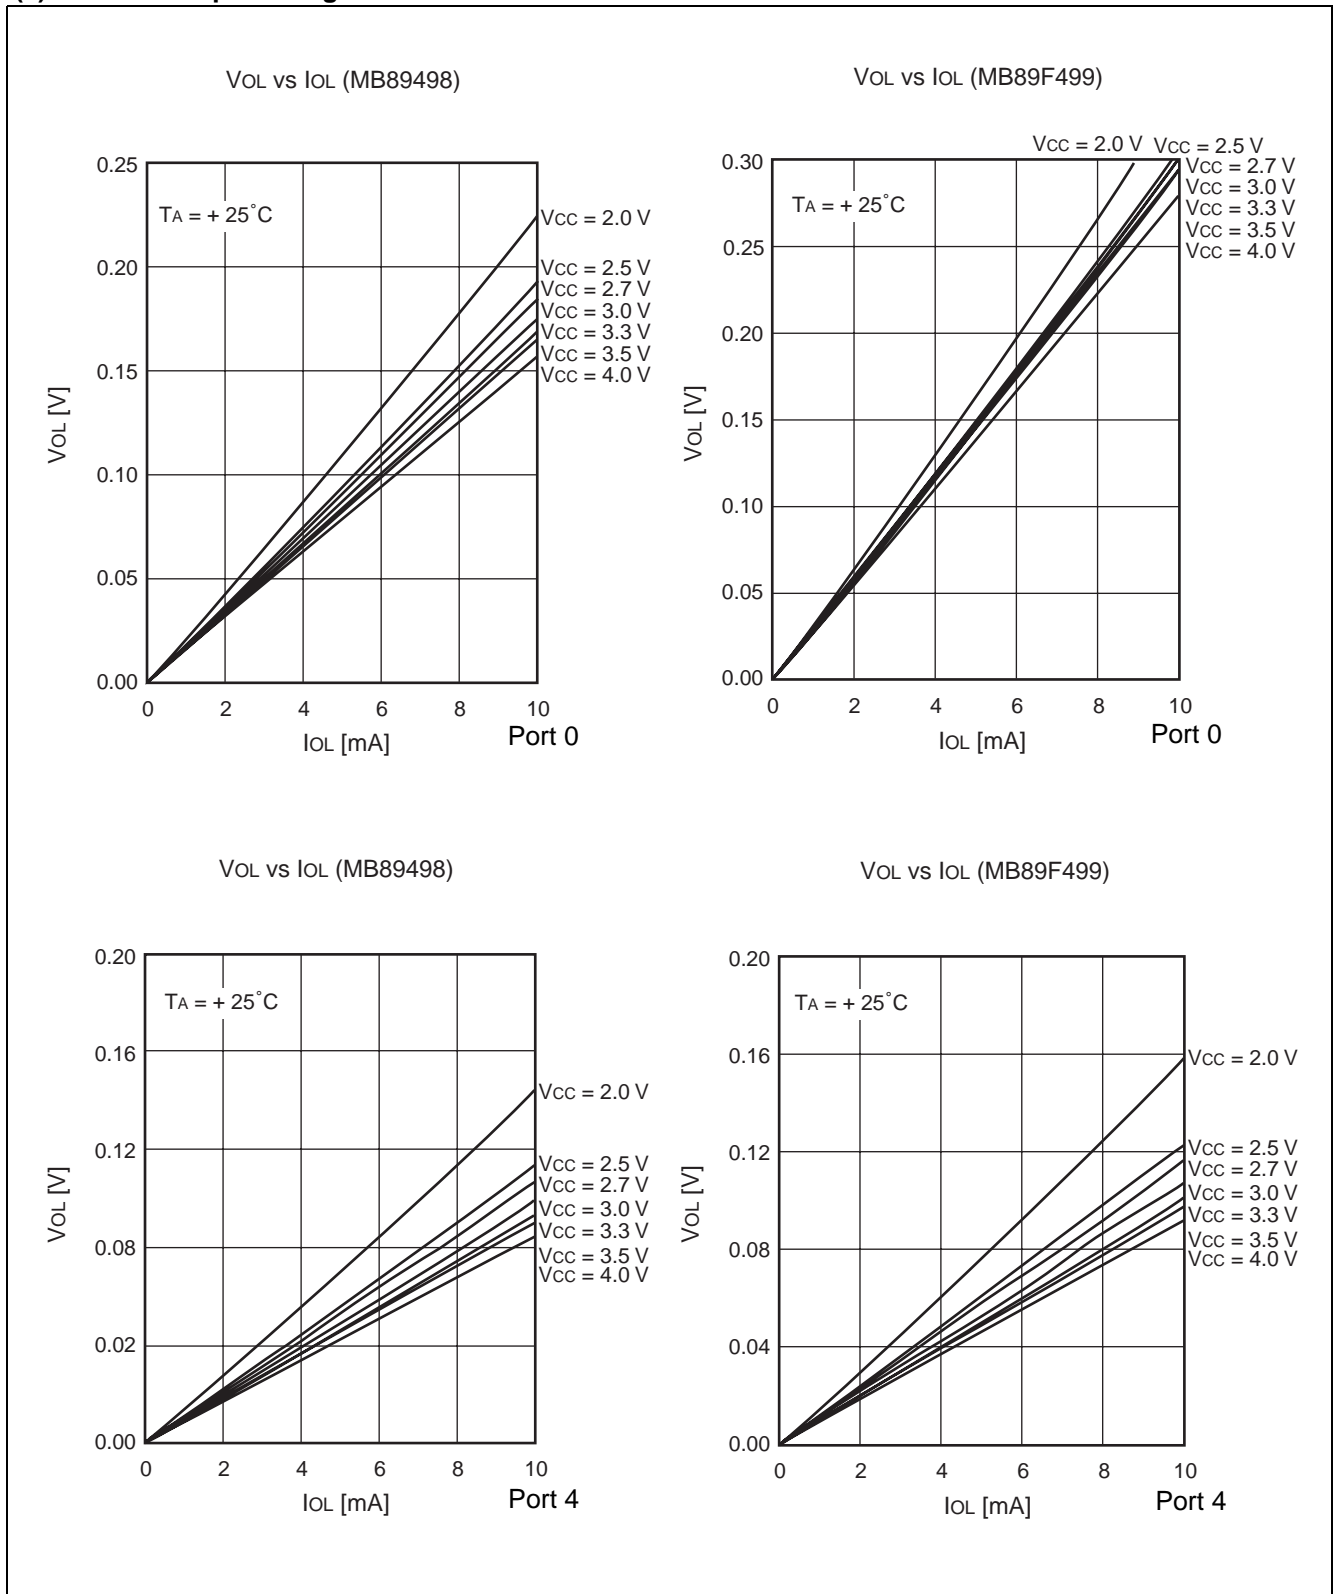 VOL vs IOL (MB89498)
0.25
0.20
0.15
0.10
0.05
0.00
VOL [V]
TA = + 25˚C
VCC = 2.0 V
VCC = 2.5 V
VCC = 2.7 V
VCC = 3.0 V
VCC = 3.3 V
VCC = 3.5 V
VCC = 4.0 V
0 2 4 6 8 10
IOL [mA]
Port 0
VOL vs IOL (MB89F499)
VCC = 2.0 V VCC = 2.5 V
VCC = 2.7 V
VCC = 3.0 V
VCC = 3.3 V
VCC = 3.5 V
VCC = 4.0 V
0.30
0.25
0.20
0.15
0.10
0.05
0.00
VOL [V]
TA = + 25˚C
0 2 4 6 8 10
IOL [mA]
Port 0
VOL vs IOL (MB89498)
0.20
0.16
0.12
0.08
0.02
0.00
VOL [V]
TA = + 25˚C
VCC = 2.0 V
VCC = 2.5 V
VCC = 2.7 V
VCC = 3.0 V
VCC = 3.3 V
VCC = 3.5 V
VCC = 4.0 V
0 2 4 6 8 10
IOL [mA]
Port 4
VOL vs IOL (MB89F499)
0.20
0.16
0.12
0.08
0.04
0.00
VOL [V]
TA = + 25˚C
VCC = 2.0 V
VCC = 2.5 V
VCC = 2.7 V
VCC = 3.0 V
VCC = 3.3 V
VCC = 3.5 V
VCC = 4.0 V
0 2 4 6 8 10
IOL [mA]
Port 4